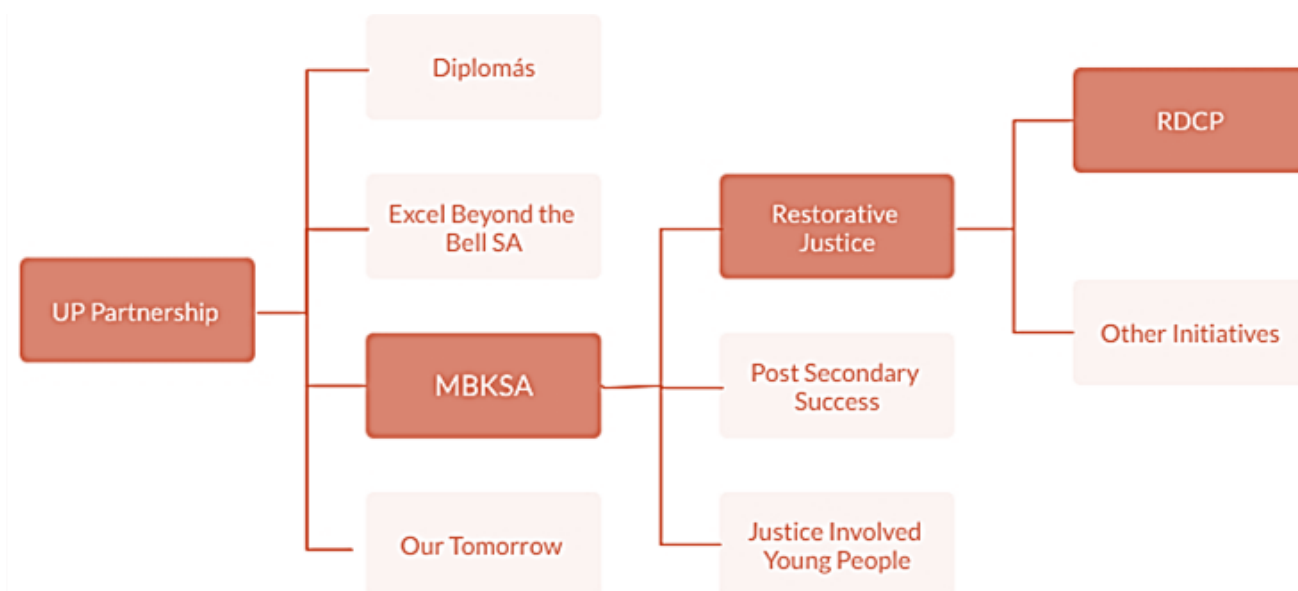 Diplomás
Excel Beyond the
Bell SA
UP Partnership
MBKSA
Our Tomorrow
Restorative
Justice
Post Secondary
Success
Justice Involved
Young People
RDCP
Other Initiatives